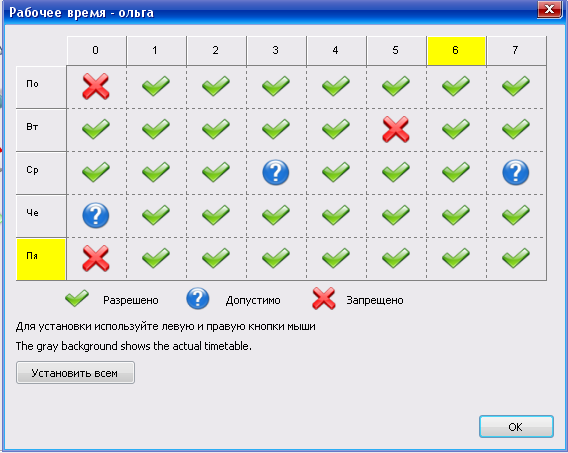 Рабочее время - ольга
0 1 2 3 4 5 6 7
По
Вт
Ср
Че
Пя
Разрешено Допустимо Запрещено
Для установки используйте левую и правую кнопки мыши
The gray background shows the actual timetable.
Установить всем
OK